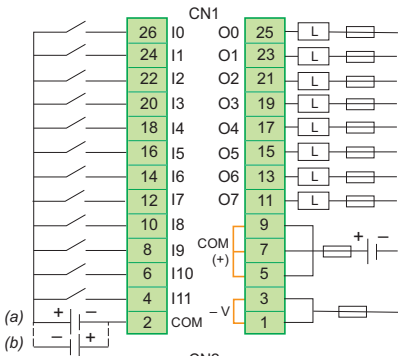 CN1
26 I0 O0 25 L
24 I1 O1 23 L
22 I2 O2 21 L
20 I3 O3 19 L
18 I4 O4 17 L
16 I5 O5 15 L
14 I6 O6 13 L
12 I7 O7 11 L
10 I8 9
8 I9 COM (+) 7 + −
6 I10 5
4 I11 3
(a) + − − V
2 COM 1
(b) − +